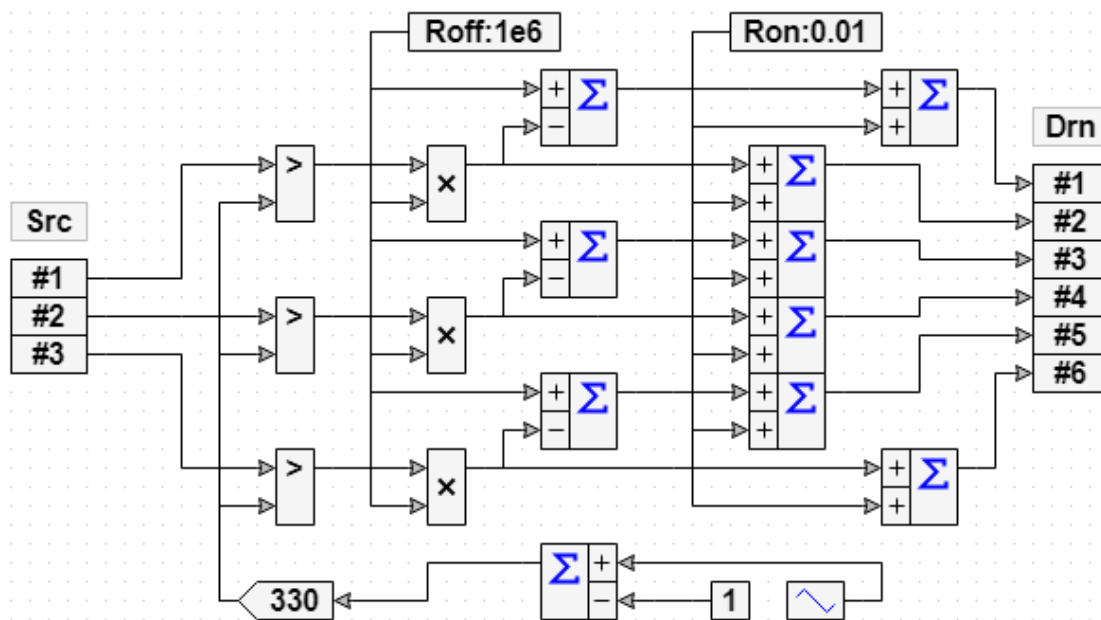 Roff:1e6
Ron:0.01
+ Σ
−
+ Σ
+
Drn
>
×
+ Σ
+
#1
#2
#3
#4
#5
#6
Src
#1
#2
#3
+ Σ
−
+ Σ
+
>
×
+ Σ
+
+ Σ
−
+ Σ
+
>
×
+ Σ
+
Σ +
−
330
1